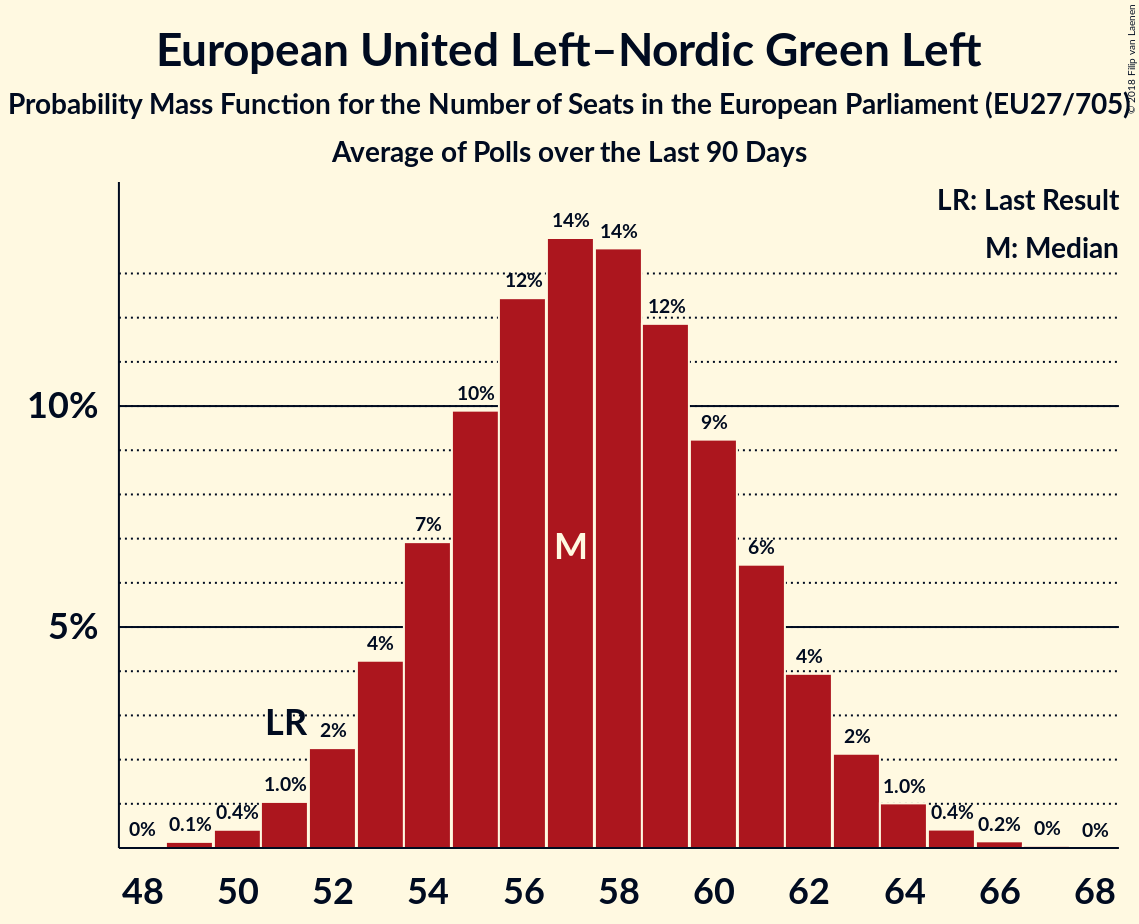 European United Left–Nordic Green Left
Probability Mass Function for the Number of Seats in the European Parliament (EU27/705)
Average of Polls over the Last 90 Days
© 2018 Filip van Laenen
LR: Last Result
M: Median
14%
14%
12%
12%
10%
10%
9%
7%
6%
M
5%
4%
4%
LR
2%
2%
1.0%
1.0%
0.4%
0.4%
0%
0.1%
0.2%
0%
0%
48 50 52 54 56 58 60 62 64 66 68